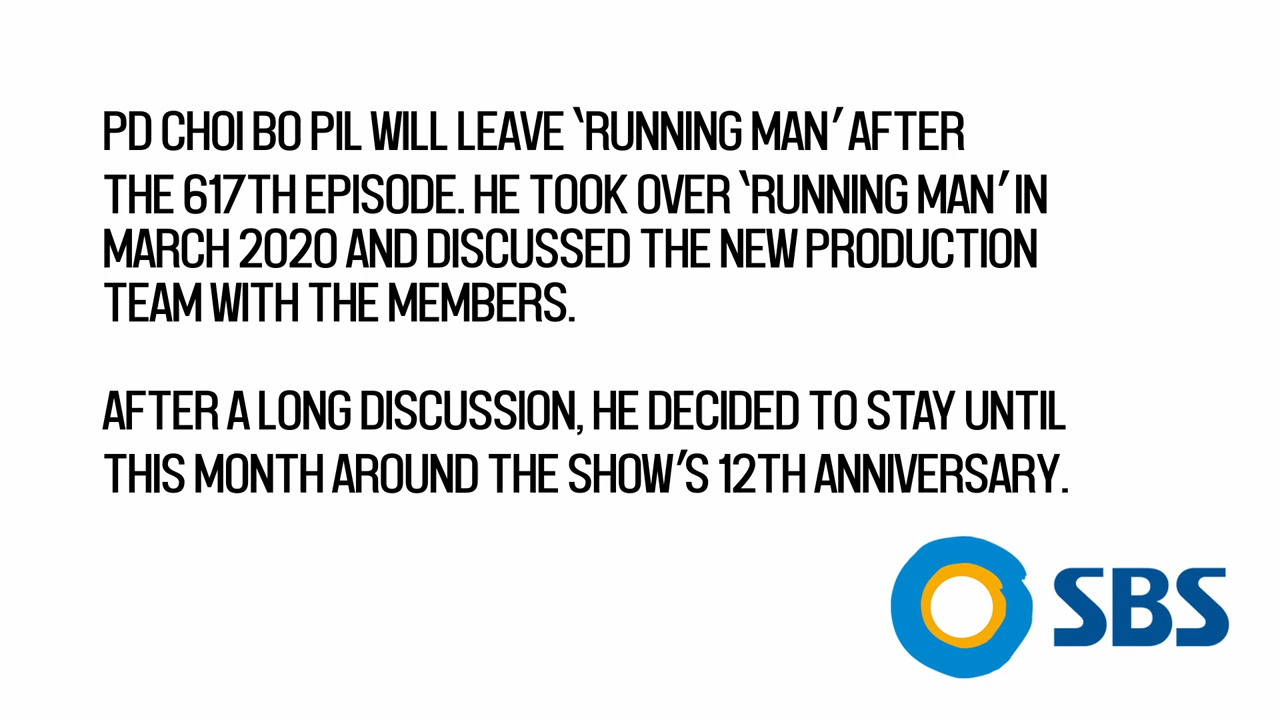 PD CHOI BO PIL WILL LEAVE ‘RUNNING MAN’ AFTER
THE 617TH EPISODE. HE TOOK OVER ‘RUNNING MAN’ IN
MARCH 2020 AND DISCUSSED THE NEW PRODUCTION
TEAM WITH THE MEMBERS.
AFTER A LONG DISCUSSION, HE DECIDED TO STAY UNTIL
THIS MONTH AROUND THE SHOW’S 12TH ANNIVERSARY.
SBS